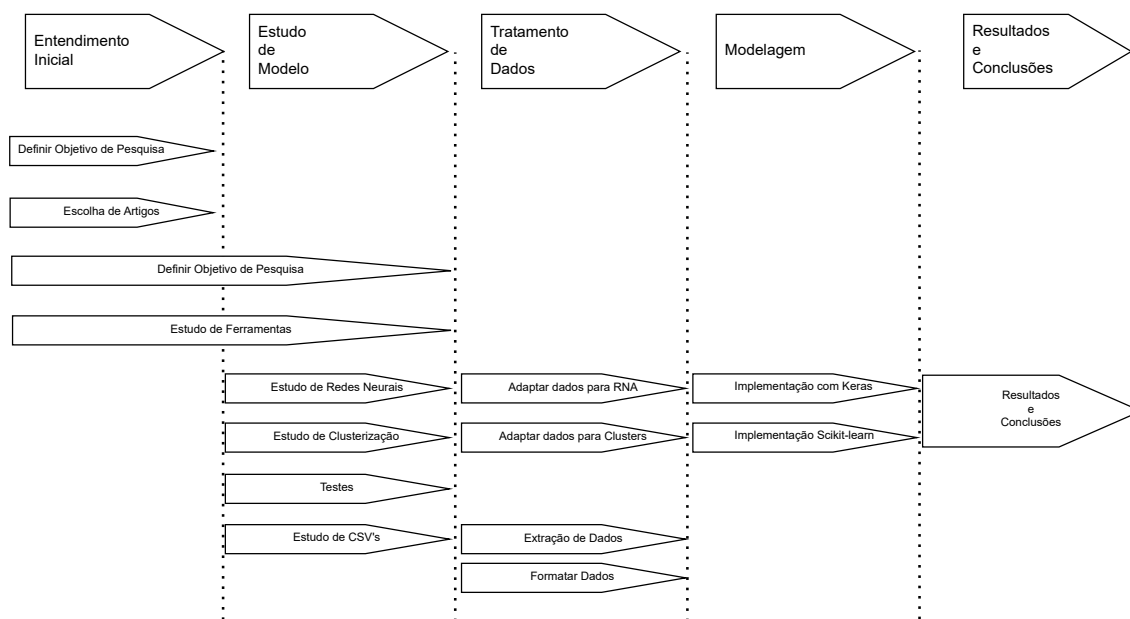 Entendimento
Inicial
Estudo
de
Modelo
Tratamento
de
Dados
Modelagem
Resultados
e
Conclusões
Definir Objetivo de Pesquisa
Escolha de Artigos
Definir Objetivo de Pesquisa
Estudo de Ferramentas
Estudo de Redes Neurais
Adaptar dados para RNA
Implementação com Keras
Resultados
e
Conclusões
Estudo de Clusterização
Adaptar dados para Clusters
Implementação Scikit-learn
Testes
Estudo de CSV's
Extração de Dados
Formatar Dados